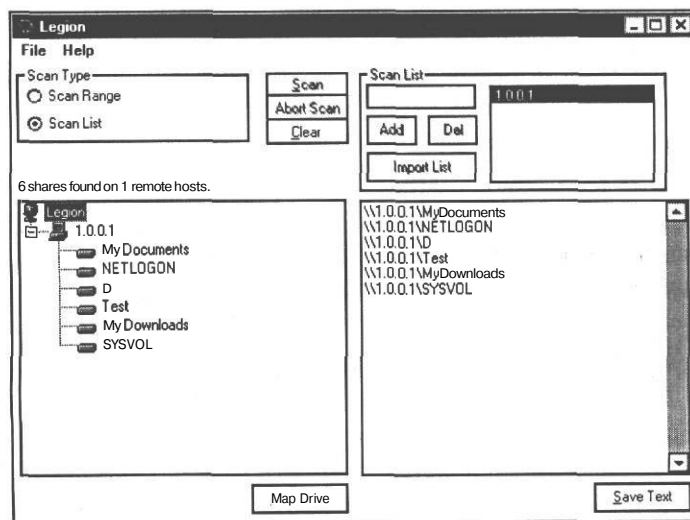 Legion
File Help
Scan Type
Scan Range
Scan List
Scan
Abort Scan
Clear
Scan List
1.0.0.1
Add Del
Import List
6 shares found on 1 remote hosts.
Legion
1.0.0.1
My Documents
NETLOGON
D
Test
My Downloads
SYSVOL
\\1.0.0.1\MyDocuments
\\1.0.0.1\NETLOGON
\\1.0.0.1\D
\\1.0.0.1\Test
\\1.0.0.1\MyDownloads
\\1.0.0.1\SYSVOL
Map Drive
Save Text